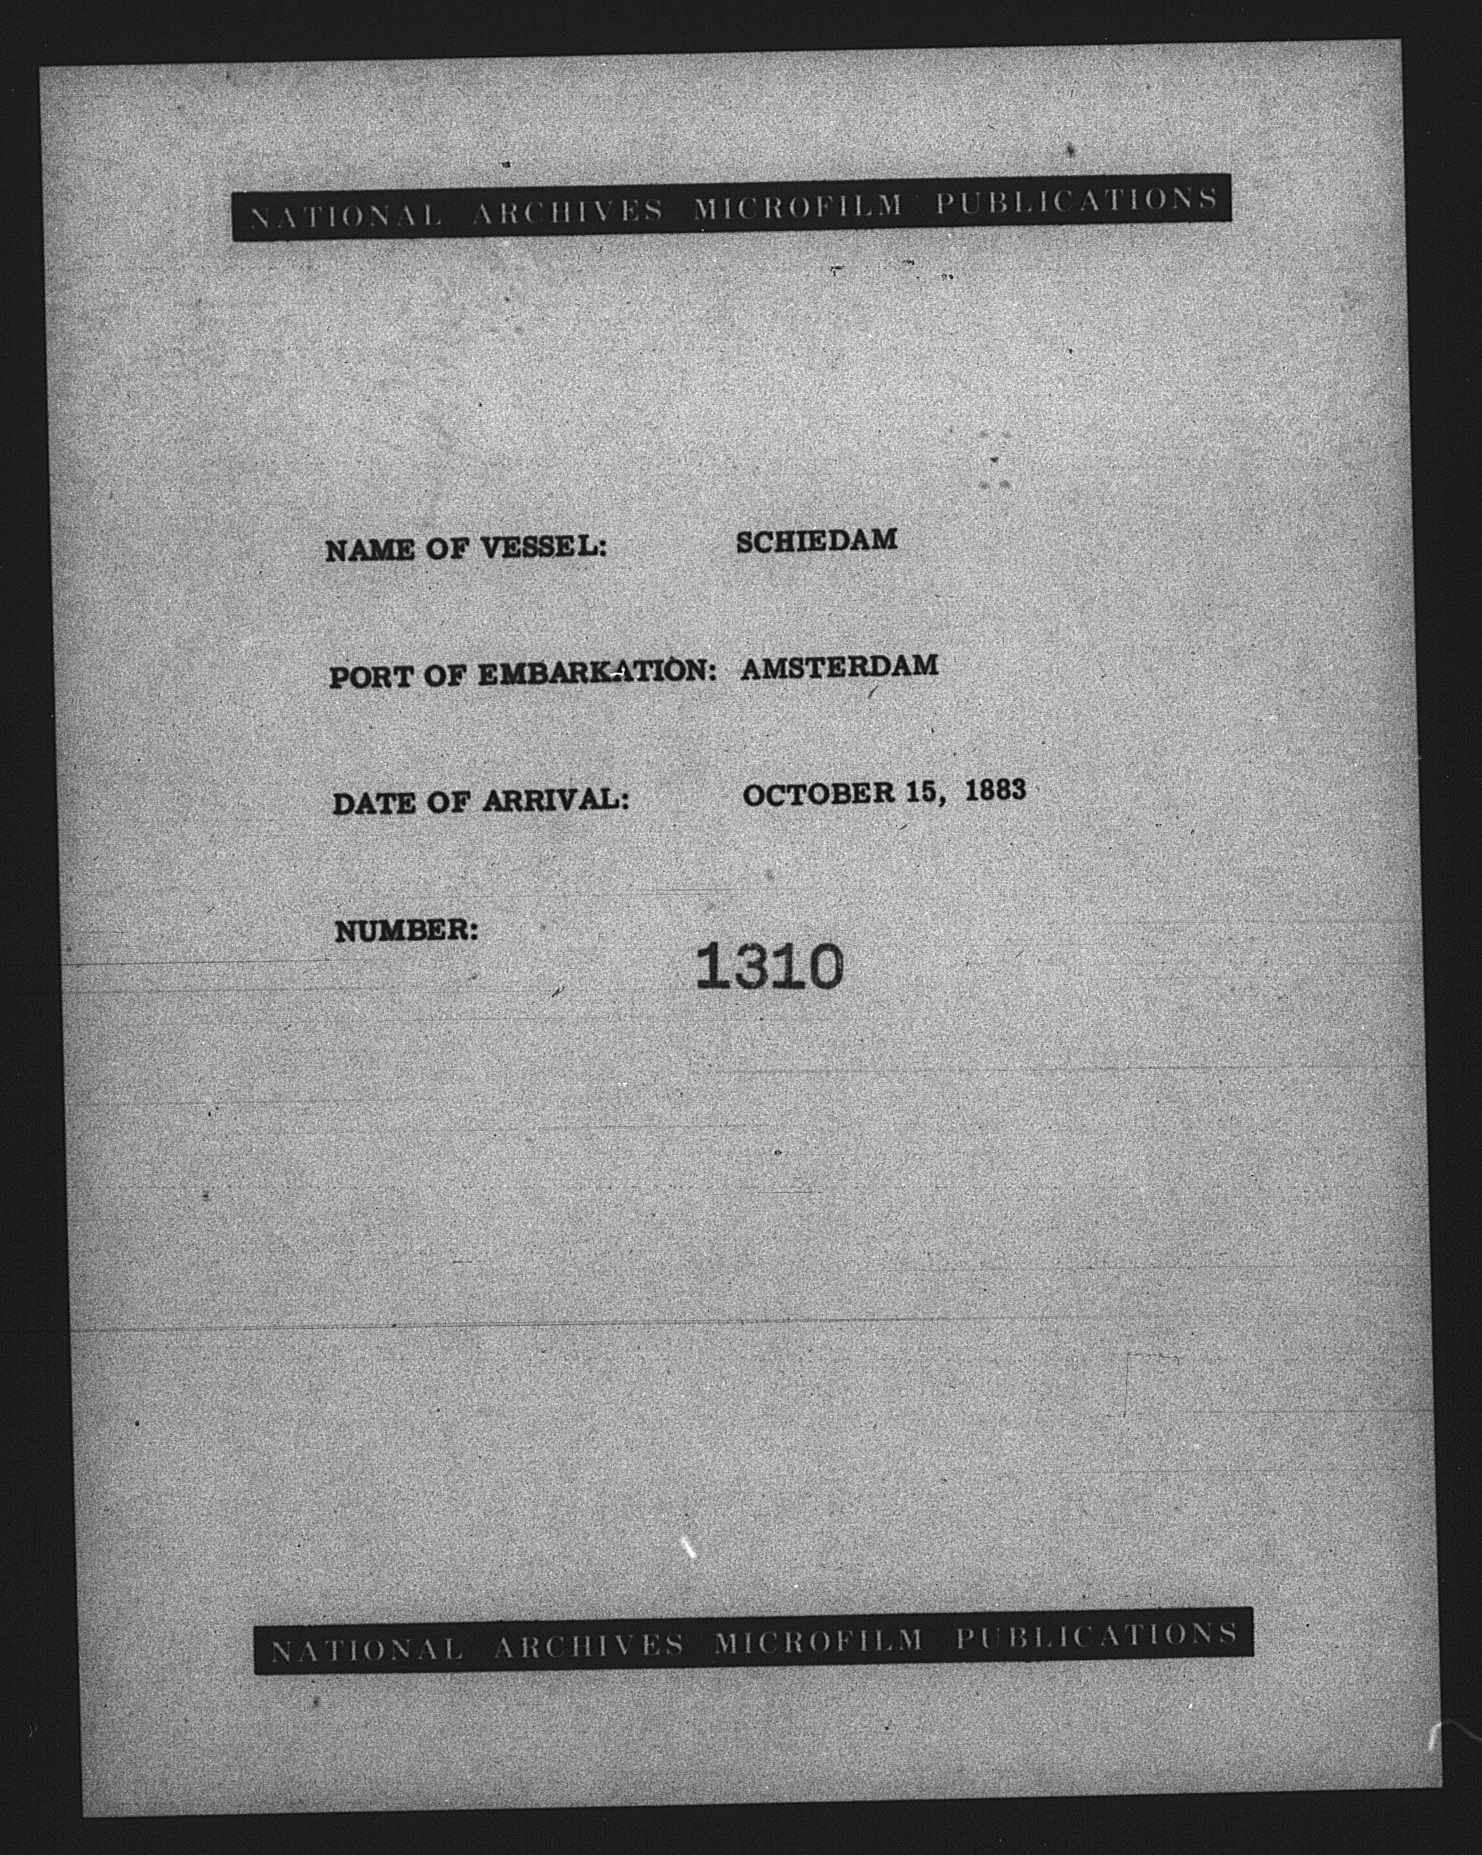 NATIONAL ARCHIVES MICROFILM PUBLICATIONS
NAME OF VESSEL: SCHIEDAM
PORT OF EMBARKATION: AMSTERDAM
DATE OF ARRIVAL: OCTOBER 15, 1883
NUMBER: 1310
NATIONAL ARCHIVES MICROFILM PUBLICATIONS